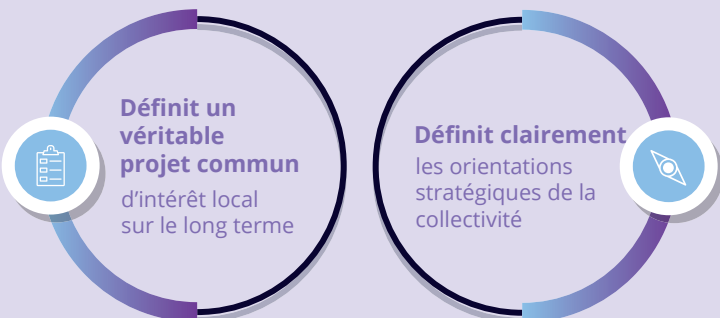 Définit un
véritable
projet commun
d’intérêt local
sur le long terme
Définit clairement
les orientations
stratégiques de la
collectivité